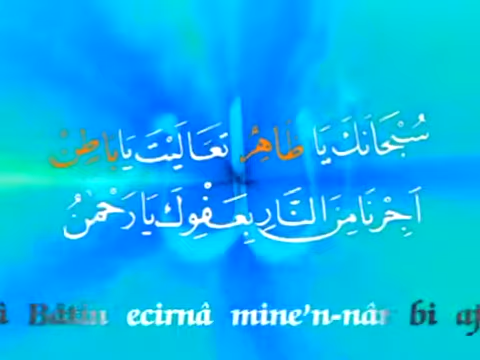 سُبْحَانَكَ يَا ظَاهِرُ تَعَالَيْتَ يَا بَاطِنُ
اَجِرْنَا مِنَ النَّارِ بِعَفْوِكَ يَا رَحْمٰنُ
Bâtın ecirnâ mine'n-nâr bi